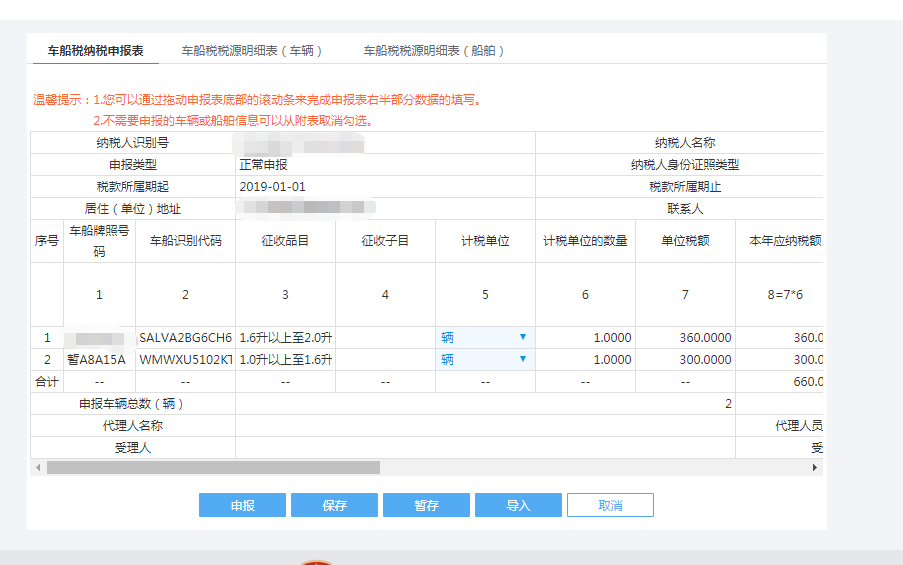 车船税纳税申报表 车船税税源明细表（车辆） 车船税税源明细表（船舶）
温馨提示：1.您可以通过拖动申报表底部的滚动条来完成申报表右半部分数据的填写。
2.不需要申报的车辆或船舶信息可以从附表取消勾选。
纳税人识别号 纳税人名称
申报类型 正常申报 纳税人身份证照类型
税款所属期起 2019-01-01 税款所属期止
居住（单位）地址 联系人
序号 车船牌照号码 车船识别代码 征收品目 征收子目 计税单位 计税单位的数量 单位税额 本年应纳税额
1 2 3 4 5 6 7 8=7*6
1 SALVA2BG6CH6 1.6升以上至2.0升 辆 1.0000 360.0000 360.0
2 暂A8A15A WMWXU5102KT 1.0升以上至1.6升 辆 1.0000 300.0000 300.0
合计 -- -- -- -- -- -- -- 660.0
申报车辆总数（辆） 2
代理人名称 代理人员
受理人 受
申报 保存 暂存 导入 取消